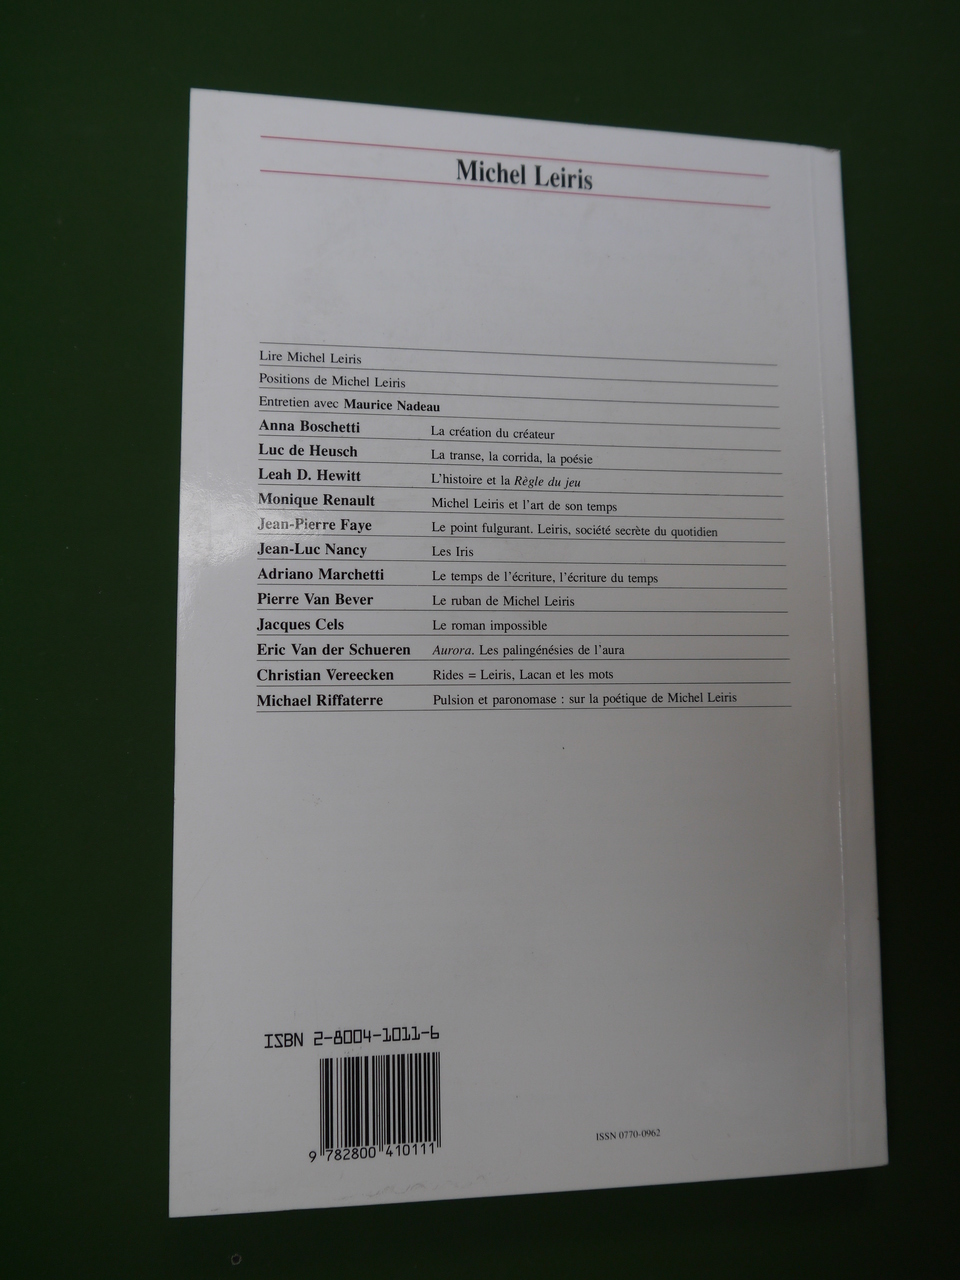 Michel Leiris
Lire Michel Leiris
Positions de Michel Leiris
Entretien avec Maurice Nadeau
Anna Boschetti La création du créateur
Luc de Heusch La transe, la corrida, la poésie
Leah D. Hewitt L'histoire et la Règle du jeu
Monique Renault Michel Leiris et l'art de son temps
Jean-Pierre Faye Le point fulgurant. Leiris, société secrète du quotidien
Jean-Luc Nancy Les Iris
Adriano Marchetti Le temps de l'écriture, l'écriture du temps
Pierre Van Bever Le ruban de Michel Leiris
Jacques Cels Le roman impossible
Eric Van der Schueren Aurora. Les palingénésies de l'aura
Christian Vereecken Rides = Leiris, Lacan et les mots
Michael Riffaterre Pulsion et paronomase : sur la poétique de Michel Leiris
ISBN 2-8004-1011-6
9 782800 410111
ISSN 0770-0962